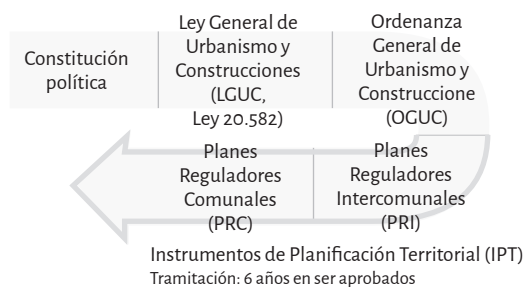 Constitución
política
Ley General de
Urbanismo y
Construcciones
(LGUC,
Ley 20.582)
Ordenanza
General de
Urbanismo y
Construccione
(OGUC)
Planes
Reguladores
Comunales
(PRC)
Planes
Reguladores
Intercomunales
(PRI)
Instrumentos de Planificación Territorial (IPT)
Tramitación: 6 años en ser aprobados